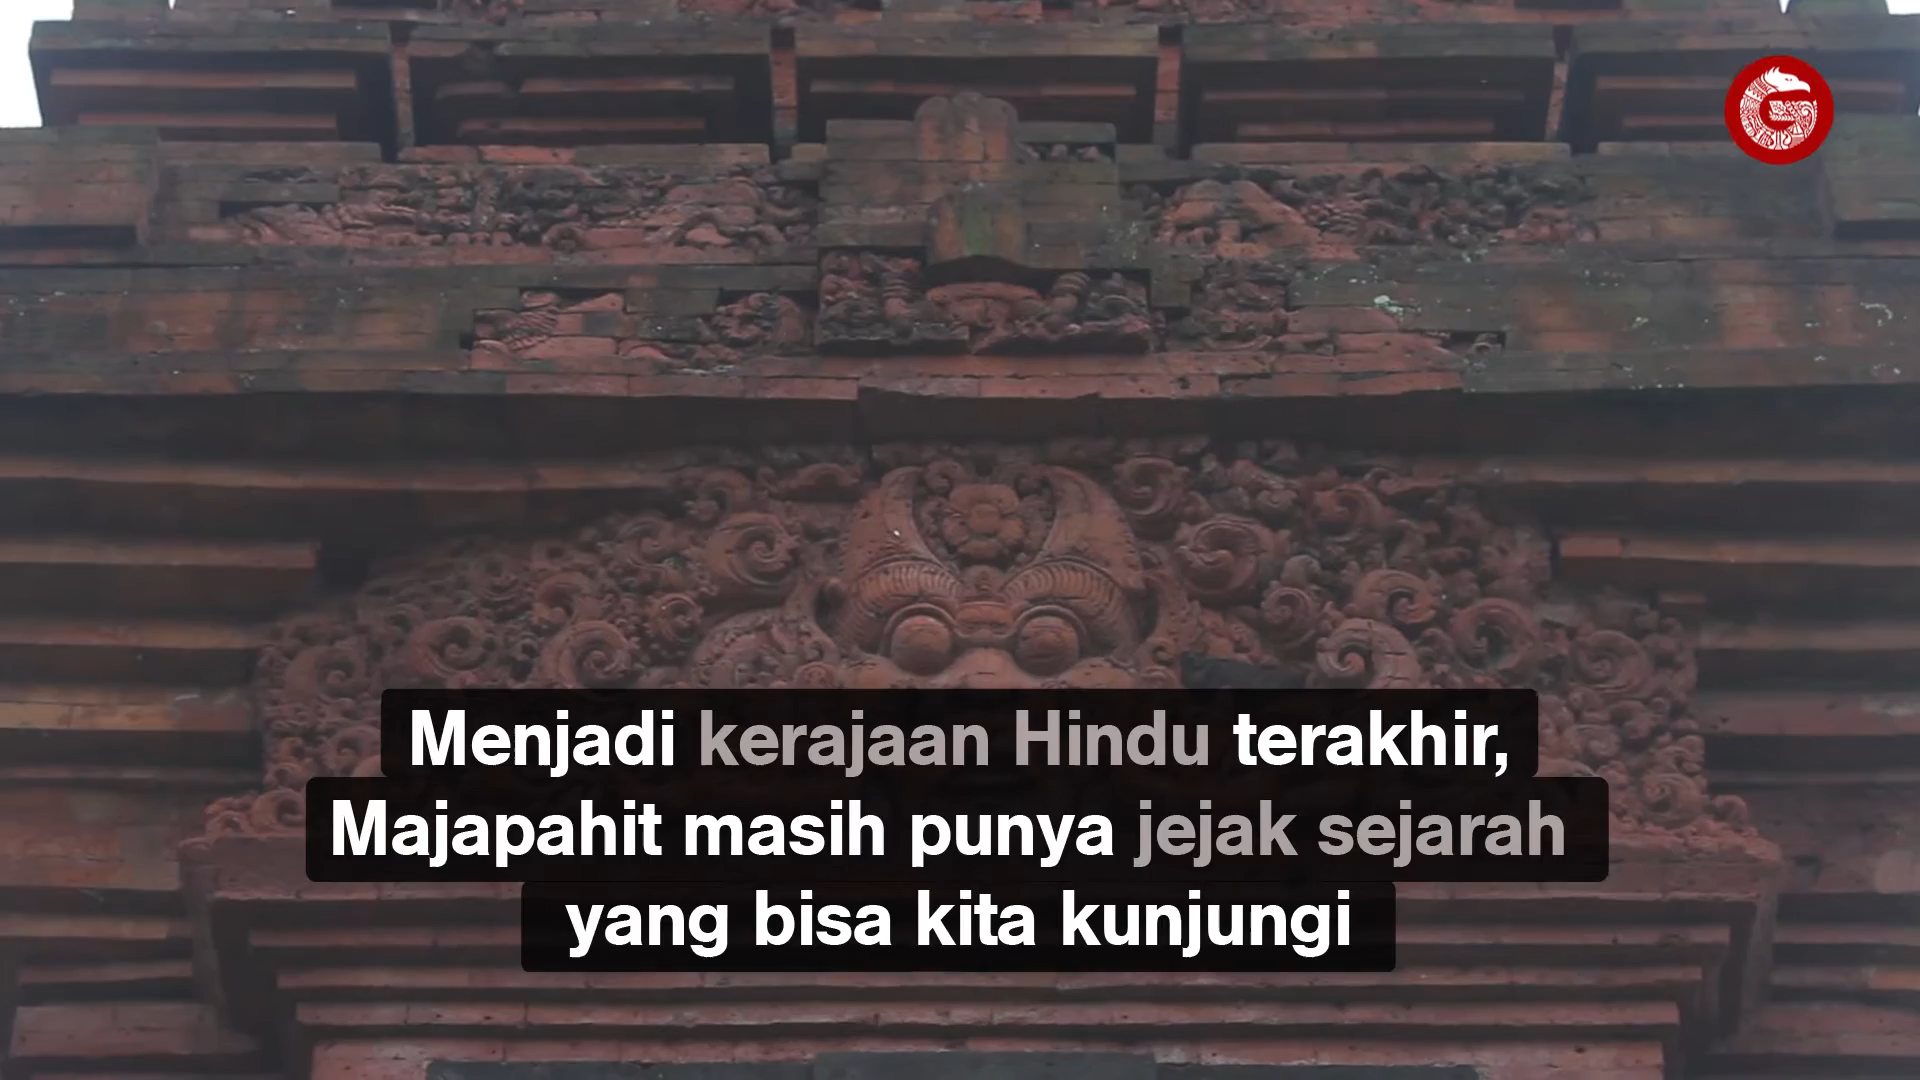 Menjadi kerajaan Hindu terakhir,
Majapahit masih punya jejak sejarah
yang bisa kita kunjungi